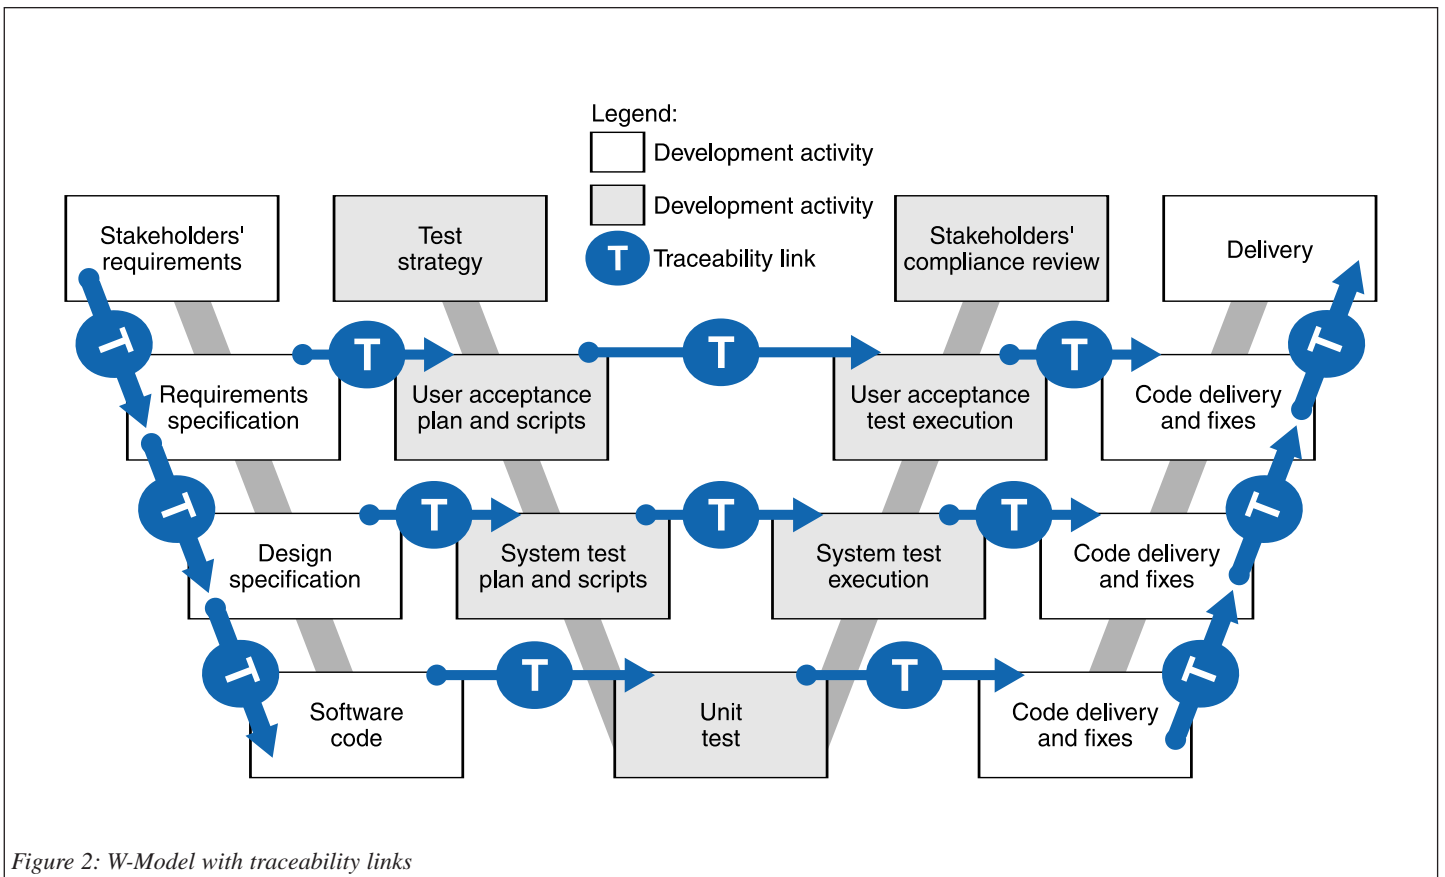 Legend:
Development activity
Development activity
T
Traceability link
Stakeholders'
requirements
Test
strategy
Stakeholders'
compliance review
Delivery
T
T
T
T
T
Requirements
specification
User acceptance
plan and scripts
User acceptance
test execution
Code delivery
and fixes
T
T
T
T
T
Design
specification
System test
plan and scripts
System test
execution
Code delivery
and fixes
T
T
T
T
Software
code
Unit
test
Code delivery
and fixes
Figure 2: W-Model with traceability links